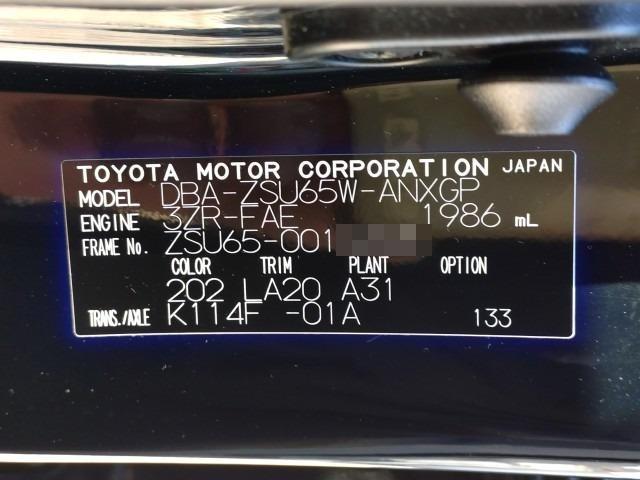 TOYOTA MOTOR CORPORATION JAPAN
MODEL DBA-ZSU65W-ANXGP
ENGINE 3ZR-FAE 1986 mL
FRAME No. ZSU65-001
COLOR TRIM PLANT OPTION
202 LA20 A31
TRANS./AXLE K114F -01A 133